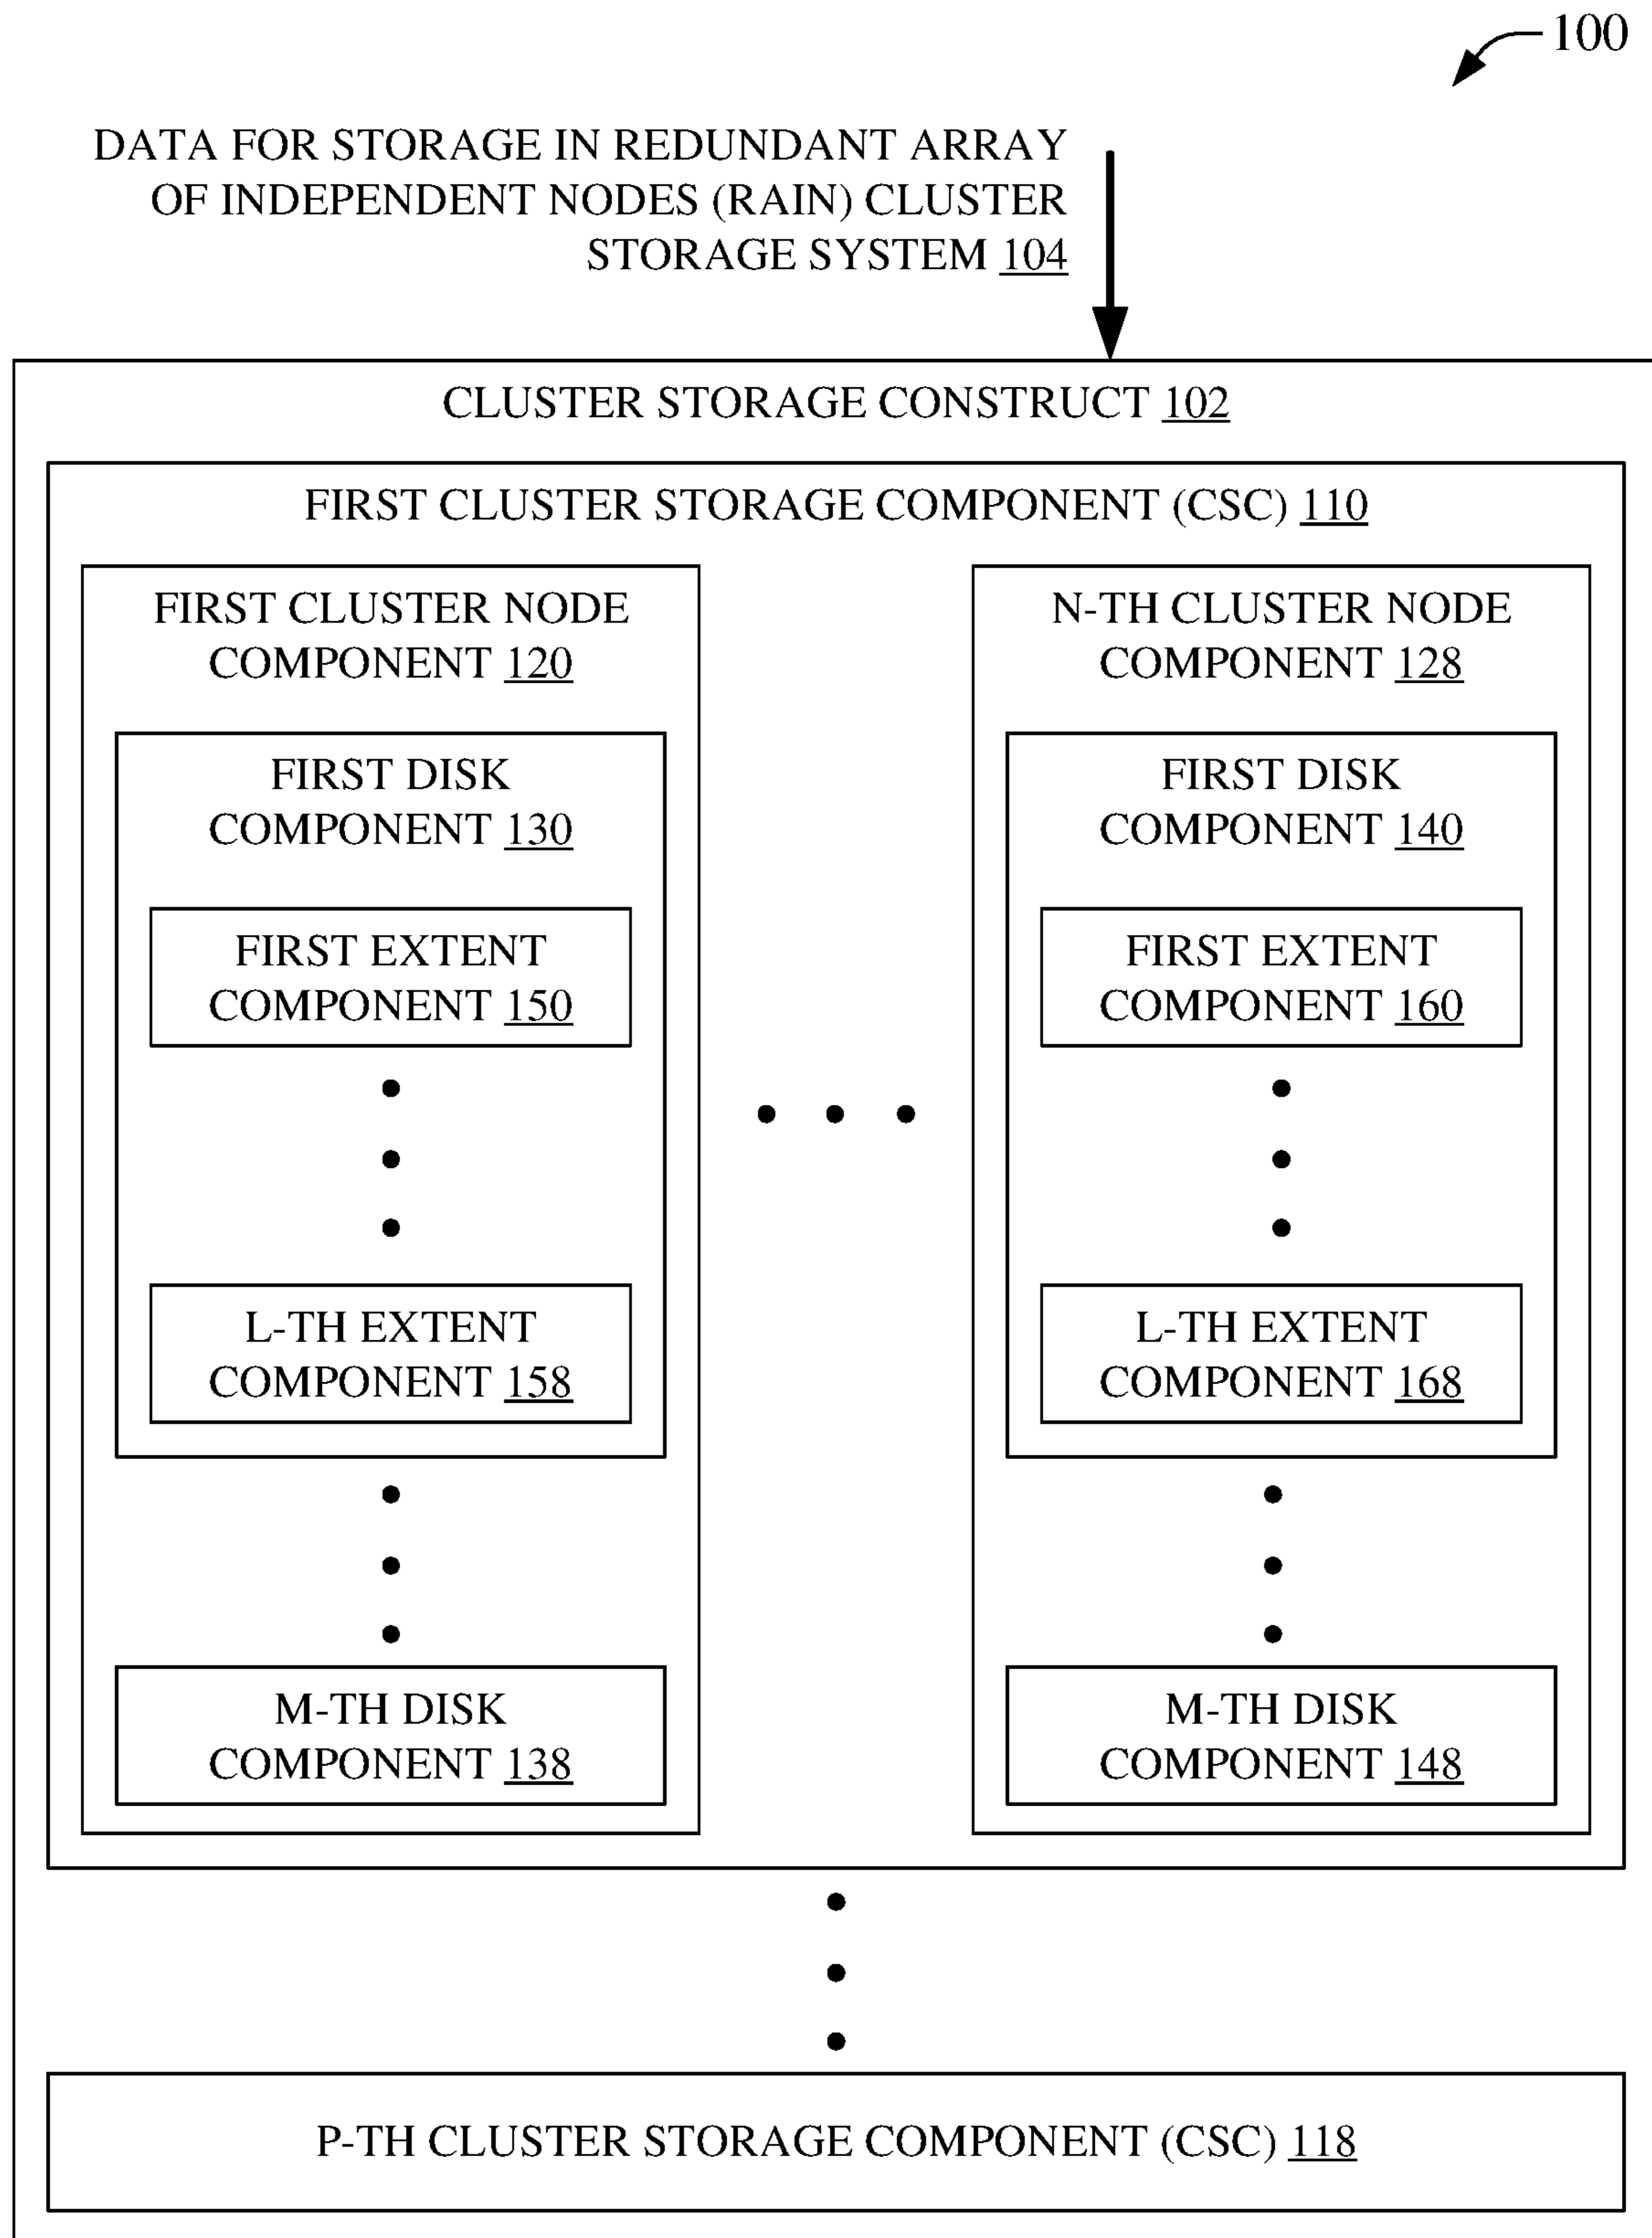 100
DATA FOR STORAGE IN REDUNDANT ARRAY
OF INDEPENDENT NODES (RAIN) CLUSTER
STORAGE SYSTEM 104
CLUSTER STORAGE CONSTRUCT 102
FIRST CLUSTER STORAGE COMPONENT (CSC) 110
FIRST CLUSTER NODE
COMPONENT 120
FIRST DISK
COMPONENT 130
FIRST EXTENT
COMPONENT 150
L-TH EXTENT
COMPONENT 158
M-TH DISK
COMPONENT 138
N-TH CLUSTER NODE
COMPONENT 128
FIRST DISK
COMPONENT 140
FIRST EXTENT
COMPONENT 160
L-TH EXTENT
COMPONENT 168
M-TH DISK
COMPONENT 148
P-TH CLUSTER STORAGE COMPONENT (CSC) 118